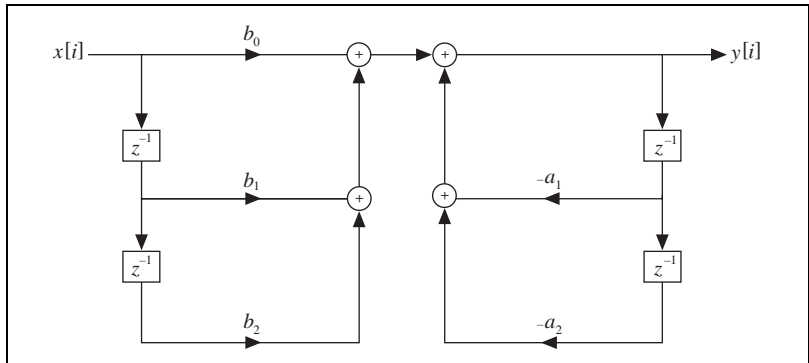 x[i] b₀ + + y[i]
z⁻¹ z⁻¹
b₁ + + –a₁
z⁻¹ z⁻¹
b₂ –a₂